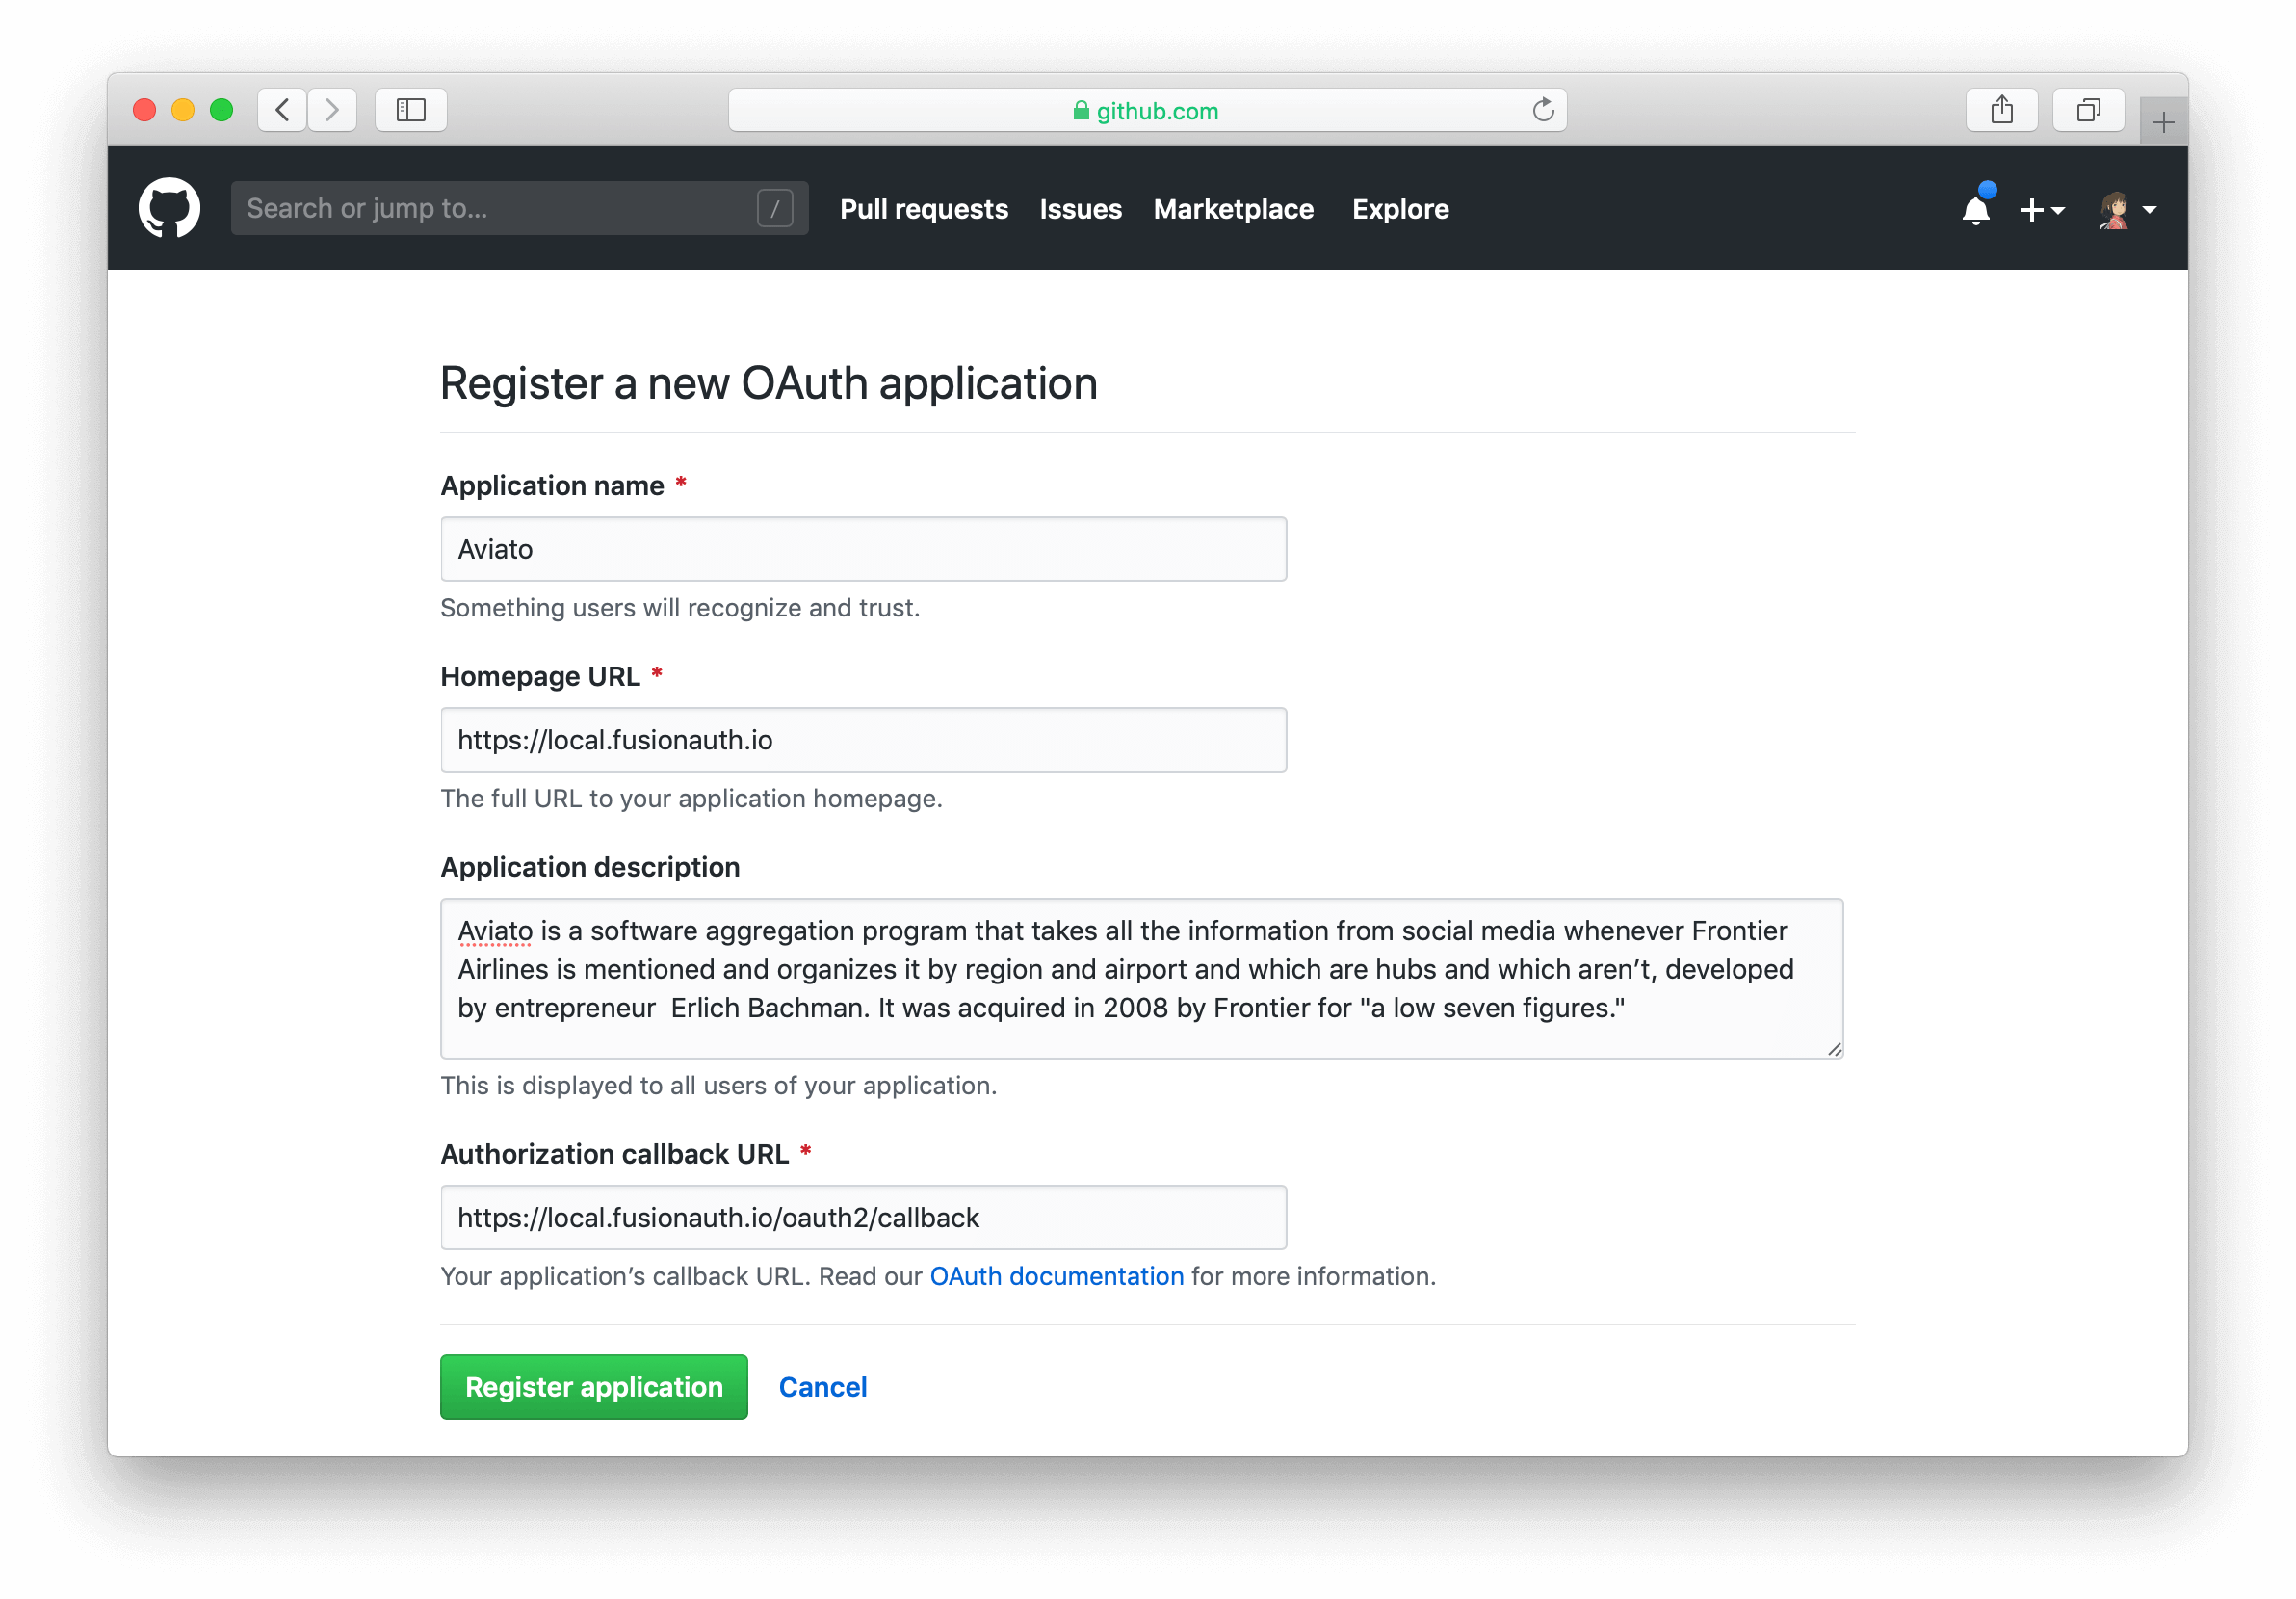 github.com
Search or jump to...
/
Pull requests
Issues
Marketplace
Explore
Register a new OAuth application
Application name *
Aviato
Something users will recognize and trust.
Homepage URL *
https://local.fusionauth.io
The full URL to your application homepage.
Application description
Aviato is a software aggregation program that takes all the information from social media whenever Frontier
Airlines is mentioned and organizes it by region and airport and which are hubs and which aren’t, developed
by entrepreneur  Erlich Bachman. It was acquired in 2008 by Frontier for "a low seven figures."
This is displayed to all users of your application.
Authorization callback URL *
https://local.fusionauth.io/oauth2/callback
Your application’s callback URL. Read our OAuth documentation for more information.
Register application
Cancel